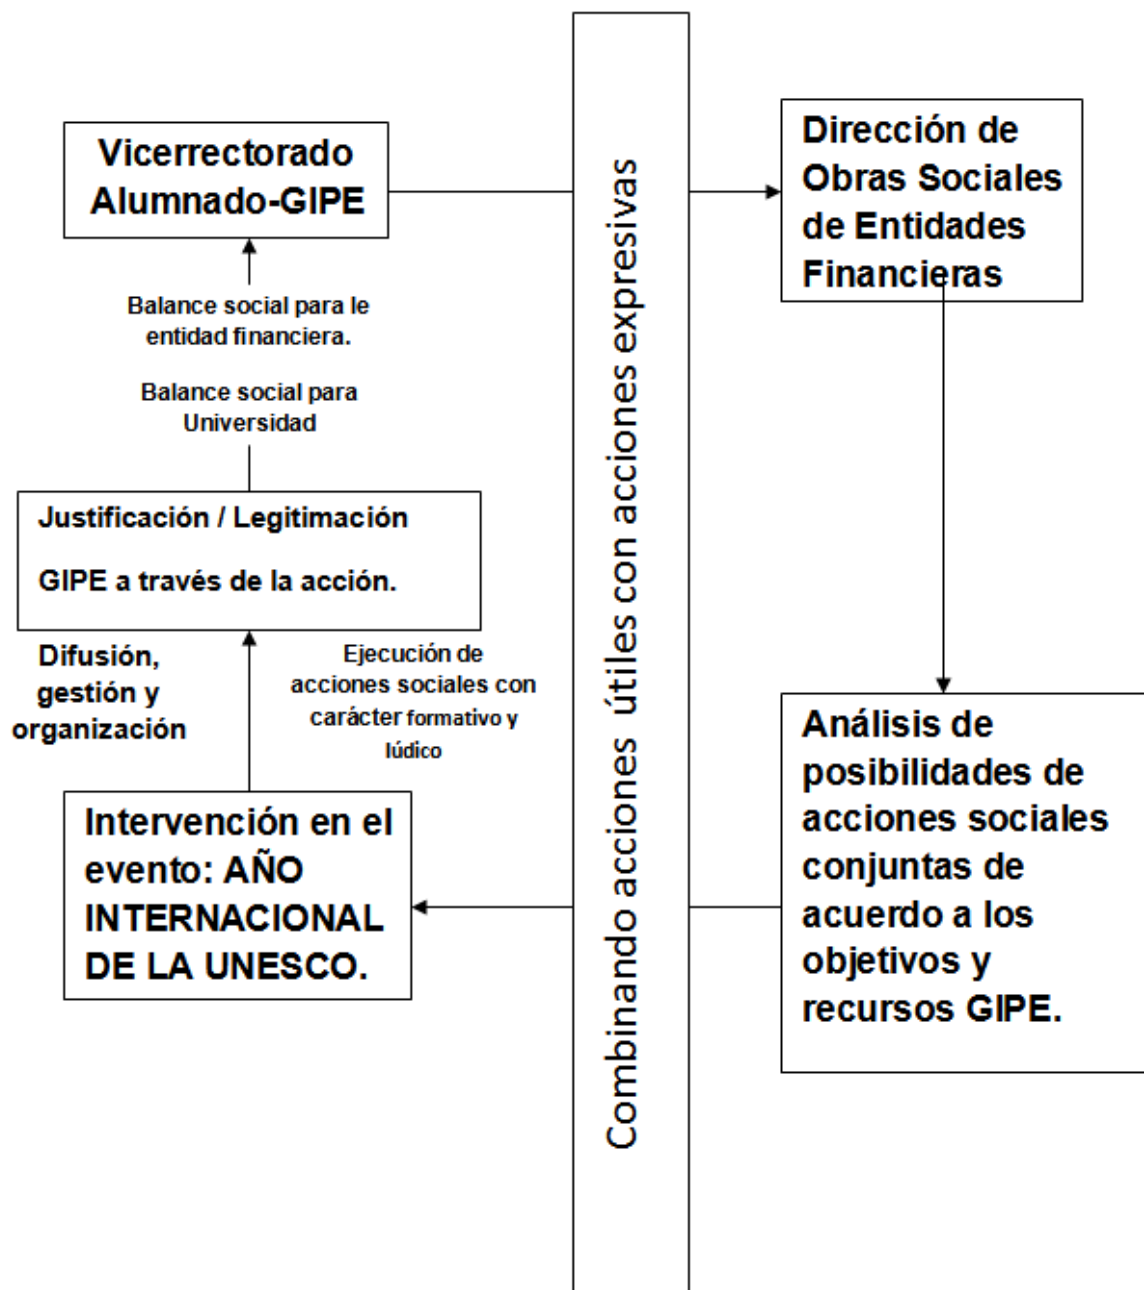 Vicerrectorado
Alumnado-GIPE
Balance social para le
entidad financiera.
Balance social para
Universidad
Justificación / Legitimación
GIPE a través de la acción.
Difusión,
gestión y
organización
Ejecución de
acciones sociales con
carácter formativo y
lúdico
Intervención en el
evento: AÑO
INTERNACIONAL
DE LA UNESCO.
Combinando acciones útiles con acciones expresivas
Dirección de
Obras Sociales
de Entidades
Financieras
Análisis de
posibilidades de
acciones sociales
conjuntas de
acuerdo a los
objetivos y
recursos GIPE.